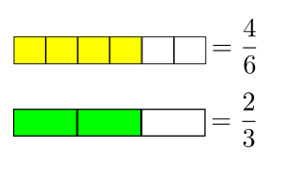 = 4/6
= 2/3